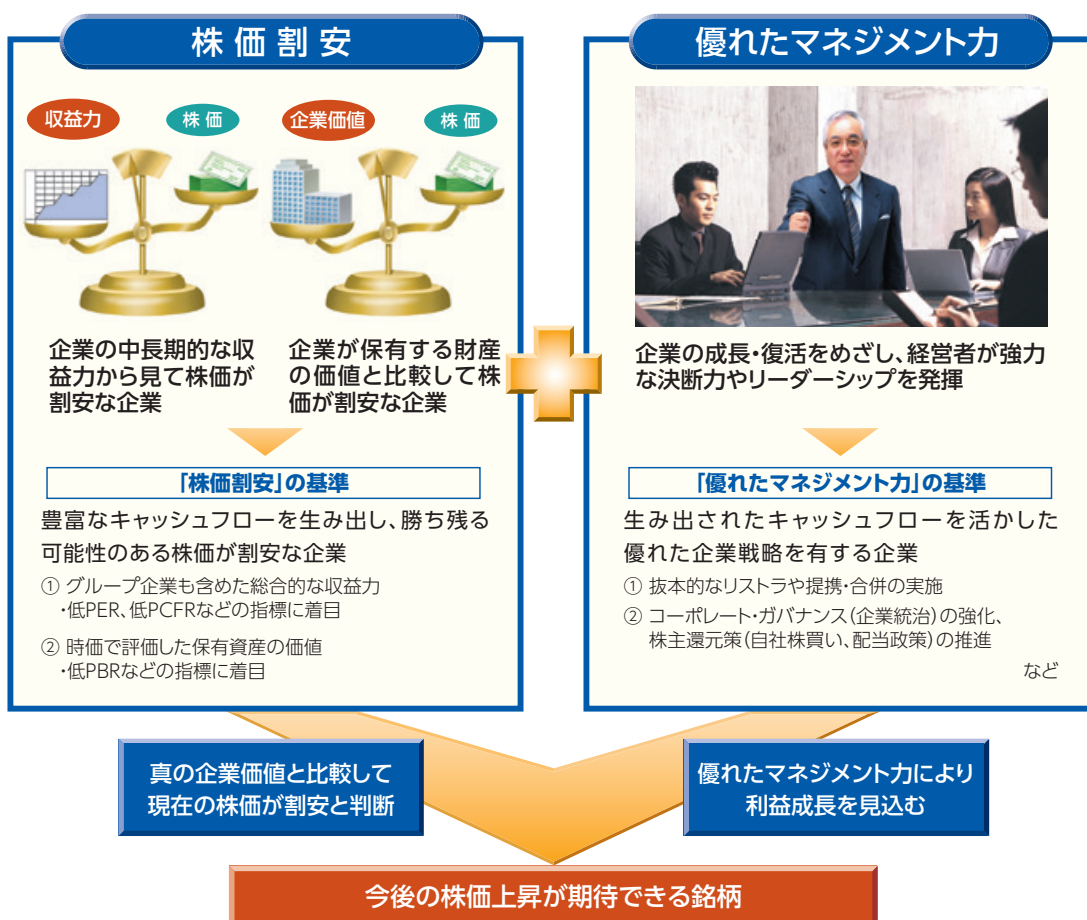 株価割安
収益力
株価
企業価値
株価
企業の中長期的な収
益力から見て株価が
割安な企業
企業が保有する財産
の価値と比較して株
価が割安な企業
「株価割安」の基準
豊富なキャッシュフローを生み出し、勝ち残る
可能性のある株価が割安な企業
① グループ企業も含めた総合的な収益力
・低PER、低PCFRなどの指標に着目
② 時価で評価した保有資産の価値
・低PBRなどの指標に着目
優れたマネジメント力
企業の成長・復活をめざし、経営者が強力
な決断力やリーダーシップを発揮
「優れたマネジメント力」の基準
生み出されたキャッシュフローを活かした
優れた企業戦略を有する企業
① 抜本的なリストラや提携・合併の実施
② コーポレート・ガバナンス(企業統治)の強化、
株主還元策(自社株買い、配当政策)の推進
など
真の企業価値と比較して
現在の株価が割安と判断
優れたマネジメント力により
利益成長を見込む
今後の株価上昇が期待できる銘柄